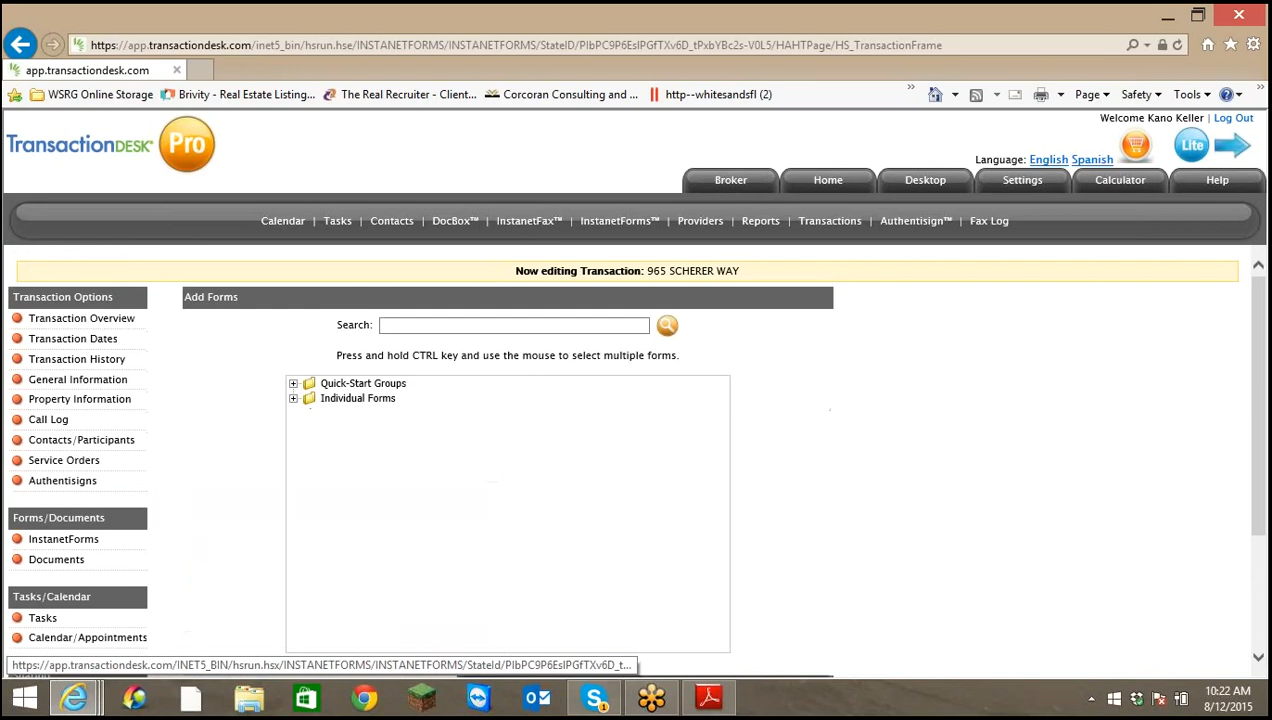 https://app.transactiondesk.com/inet5_bin/hsrun.hse/INSTANETFORMS/INSTANETFORMS/StateID/PIbPC9P6EsIPGfTXv6D_tPxbYBc2s-V0L5/HAHTPage/HS_TransactionFrame
app.transactiondesk.com
WSRG Online Storage
Brivity - Real Estate Listing...
The Real Recruiter - Client...
Corcoran Consulting and ...
http--whitesandsfl (2)
Page
Safety
Tools
Welcome Kano Keller | Log Out
TransactionDESK® Pro
Language: English Spanish
Lite
Broker
Home
Desktop
Settings
Calculator
Help
Calendar | Tasks | Contacts | DocBox™ | InstanetFax™ | InstanetForms™ | Providers | Reports | Transactions | Authentisign™ | Fax Log
Now editing Transaction: 965 SCHERER WAY
Transaction Options
Transaction Overview
Transaction Dates
Transaction History
General Information
Property Information
Call Log
Contacts/Participants
Service Orders
Authentisigns
Forms/Documents
InstanetForms
Documents
Tasks/Calendar
Tasks
Calendar/Appointments
Add Forms
Search:
Press and hold CTRL key and use the mouse to select multiple forms.
Quick-Start Groups
Individual Forms
https://app.transactiondesk.com/INET5_BIN/hsrun.hsx/INSTANETFORMS/INSTANETFORMS/StateId/PIbPC9P6EsIPGfTXv6D_t...
10:22 AM
8/12/2015